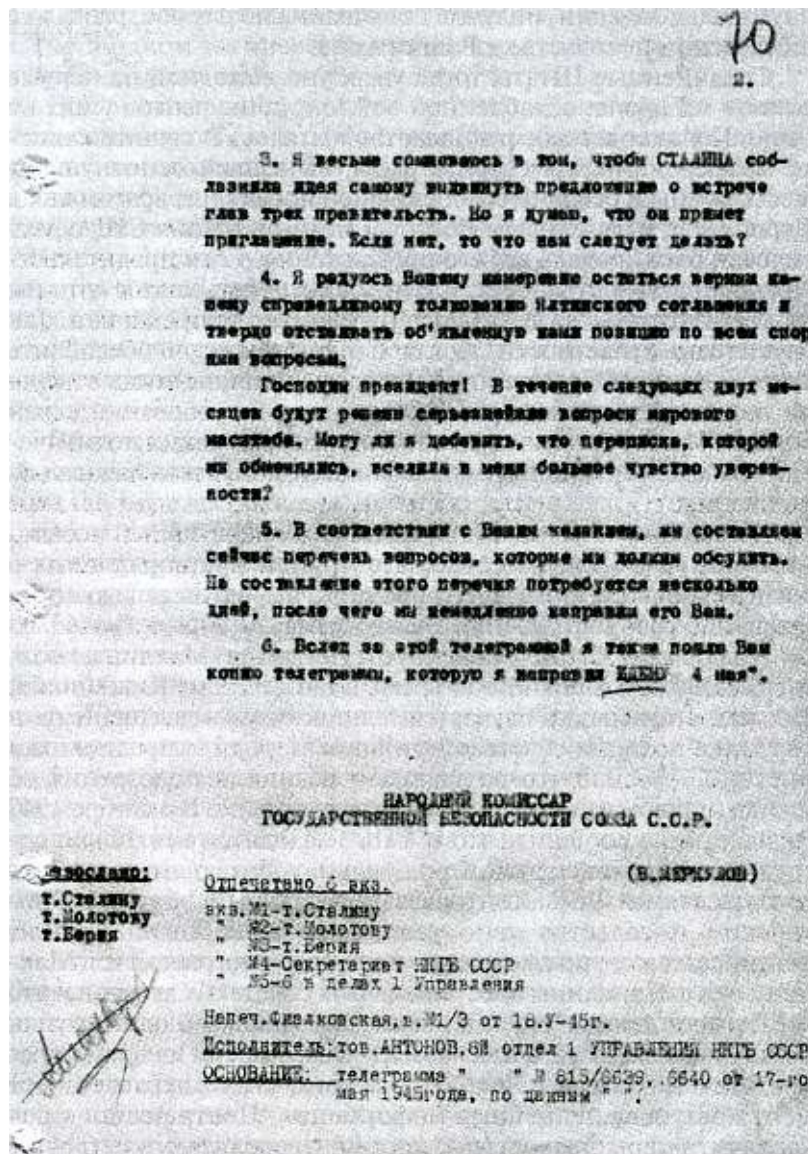 70
2.
3. Я весьма сомневаюсь в том, чтобы СТАЛИНА соб-
лазнила идея самому выдвинуть предложение о встрече
глав трех правительств. Но я думаю, что он примет
приглашение. Если нет, то что нам следует делать?
4. Я радуюсь Вашему намерению остаться верным на-
шему справедливому толкованию Ялтинского соглашения и
твердо отстаивать об'явленную нами позицию по всем спор
ным вопросам.
Господин президент! В течение следующих двух ме-
сяцев будут решены серьезнейшие вопросы мирового
масштаба. Могу ли я добавить, что переписка, которой
мы обменялись, вселила в меня большое чувство уверен-
ности?
5. В соответствии с Вашим желанием, мы составляем
сейчас перечень вопросов, которые мы должны обсудить.
На составление этого перечня потребуется несколько
дней, после чего мы немедленно направим его Вам.
6. Вслед за этой телеграммой я также пошлю Вам
копию телеграммы, которую я направил ИДЕНУ 4 мая".
НАРОДНЫЙ КОМИССАР
ГОСУДАРСТВЕННОЙ БЕЗОПАСНОСТИ СОЮЗА С.С.Р.
(В.МЕРКУЛОВ)
Разослано:
т.Сталину
т.Молотову
т.Берия
Отпечатано 6 экз.
экз.№1-т.Сталину
" №2-т.Молотову
" №3-т.Берия
" №4-Секретариат НКГБ СССР
" №5-6 в делах 1 Управления
Напеч.Фиалковская,в.№1/3 от 18.У-45г.
Исполнитель:тов.АНТОНОВ,8й отдел 1 УПРАВЛЕНИЯ НКГБ СССР
ОСНОВАНИЕ: телеграмма " " № 815/6639, 6640 от 17-го
мая 1945года, по данным " ".